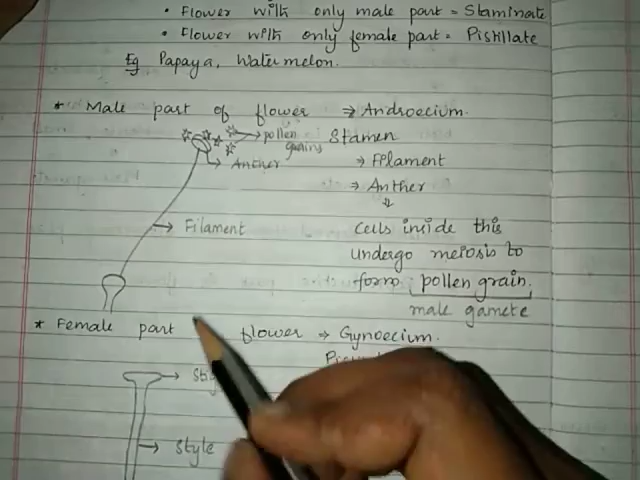 • Flower with only male part = Staminate
• Flower with only female part = Pistillate
Eg Papaya, Watermelon.
* Male part of flower → Androecium.
pollen grains
Stamen
→ Anther
→ Filament
→ Anther
→ Filament
Cells inside this
undergo meiosis to
form pollen grain.
male gamete
* Female part flower → Gynoecium.
→ style